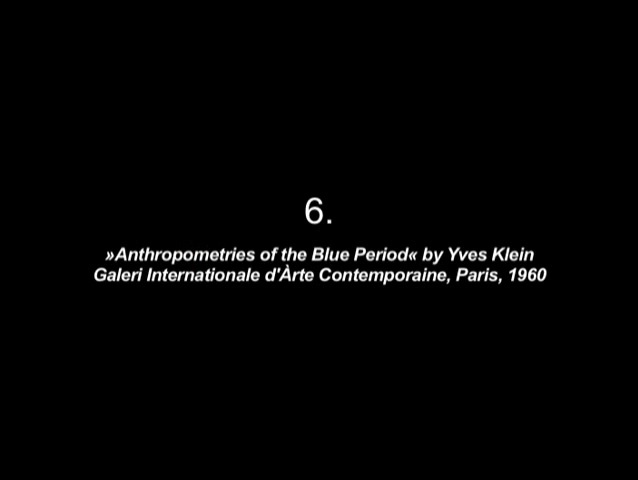 6.
»Anthropometries of the Blue Period« by Yves Klein
Galeri Internationale d'Àrte Contemporaine, Paris, 1960